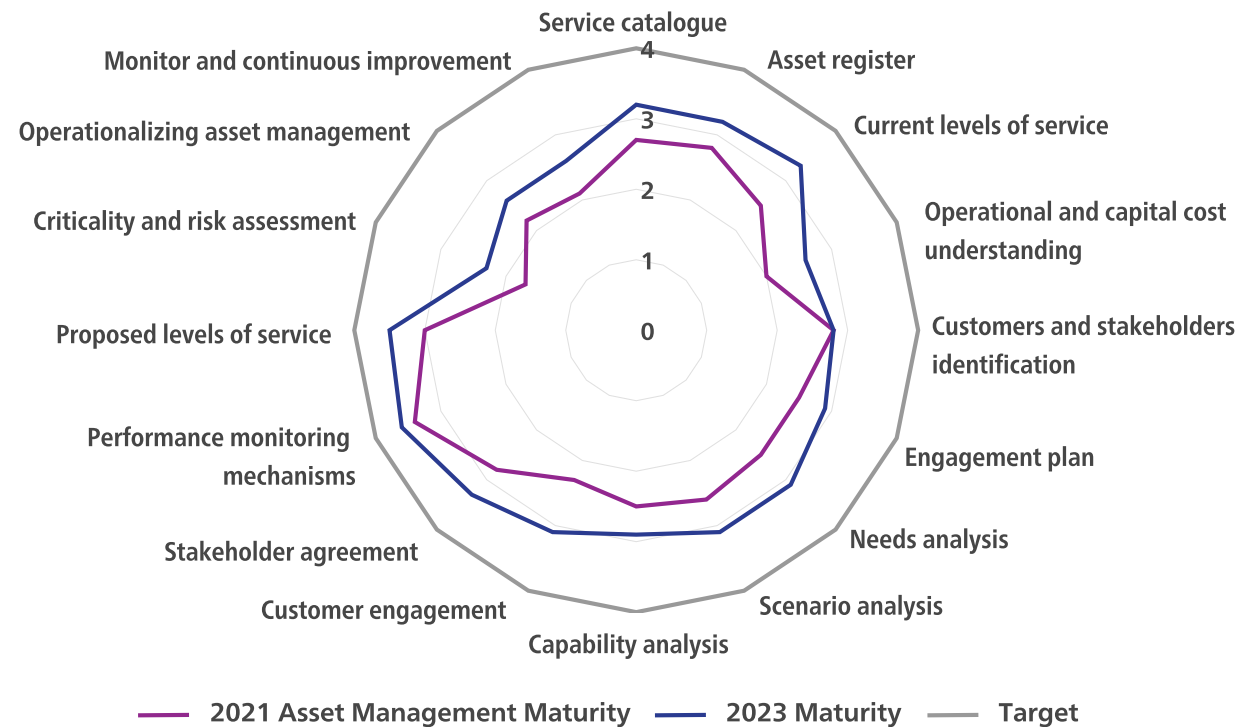 Service catalogue
4
Monitor and continuous improvement
Asset register
3
Operationalizing asset management
Current levels of service
2
Criticality and risk assessment
Operational and capital cost
understanding
1
Proposed levels of service
0
Customers and stakeholders
identification
Performance monitoring
mechanisms
Engagement plan
Stakeholder agreement
Needs analysis
Customer engagement
Scenario analysis
Capability analysis
2021 Asset Management Maturity 2023 Maturity Target